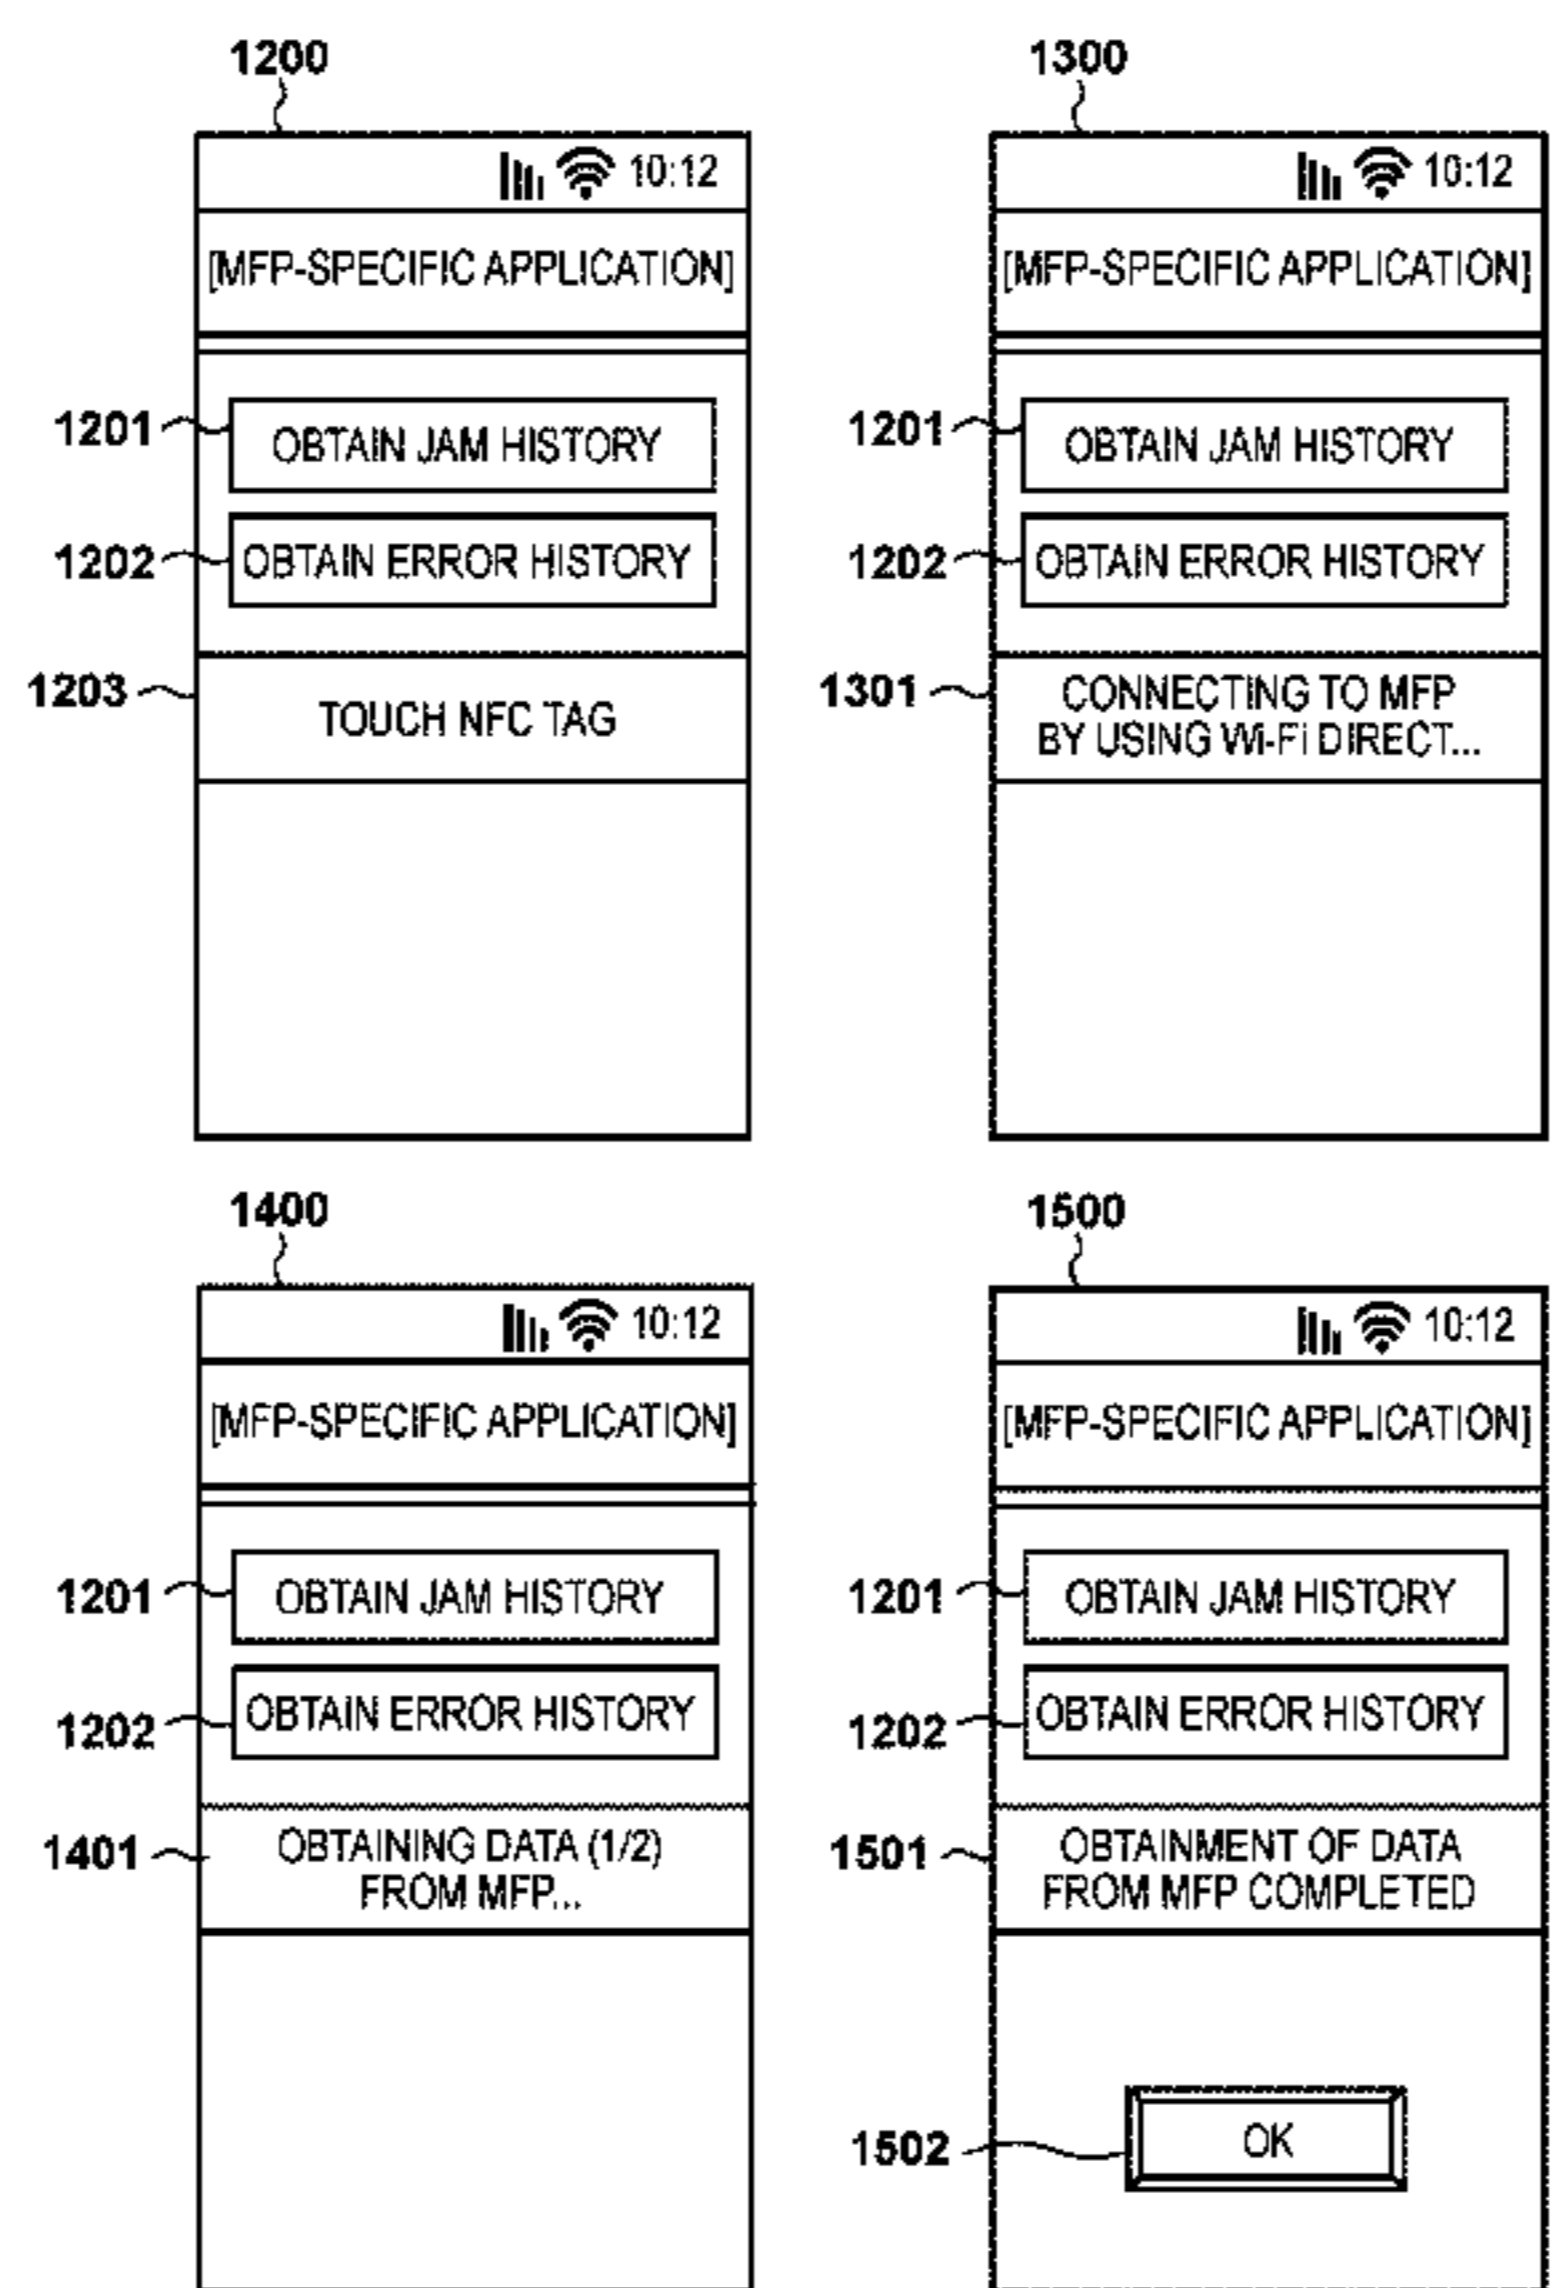 1200
10:12
[MFP-SPECIFIC APPLICATION]
1201
OBTAIN JAM HISTORY
1202
OBTAIN ERROR HISTORY
1203
TOUCH NFC TAG
1300
10:12
[MFP-SPECIFIC APPLICATION]
1201
OBTAIN JAM HISTORY
1202
OBTAIN ERROR HISTORY
1301
CONNECTING TO MFP
BY USING Wi-Fi DIRECT...
1400
10:12
[MFP-SPECIFIC APPLICATION]
1201
OBTAIN JAM HISTORY
1202
OBTAIN ERROR HISTORY
1401
OBTAINING DATA (1/2)
FROM MFP...
1500
10:12
[MFP-SPECIFIC APPLICATION]
1201
OBTAIN JAM HISTORY
1202
OBTAIN ERROR HISTORY
1501
OBTAINMENT OF DATA
FROM MFP COMPLETED
1502
OK